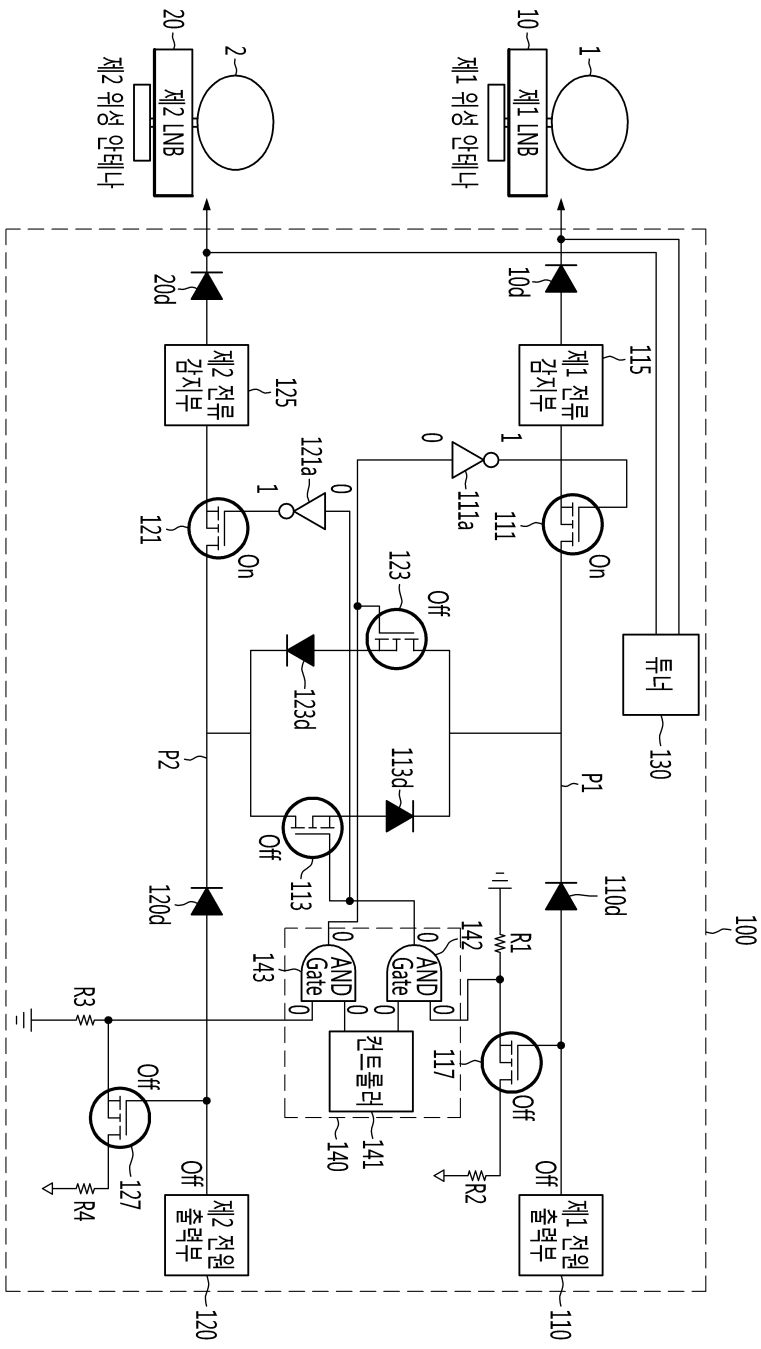 100
튜너
130
115
1
10
제1 LNB
제1 위성 안테나
10d
제1 전류
감지부
111
On
P1
110d
Off
제1 전원
출력부
110
1
111a
0
R1
117
Off
R2
Off
123
123d
113d
113
Off
142
0
AND
Gate
0
0
143
0
AND
Gate
0
0
컨트롤러
141
140
0
121a
1
2
20
제2 LNB
제2 위성 안테나
20d
125
제2 전류
감지부
On
121
P2
120d
Off
제2 전원
출력부
120
R3
Off
127
R4